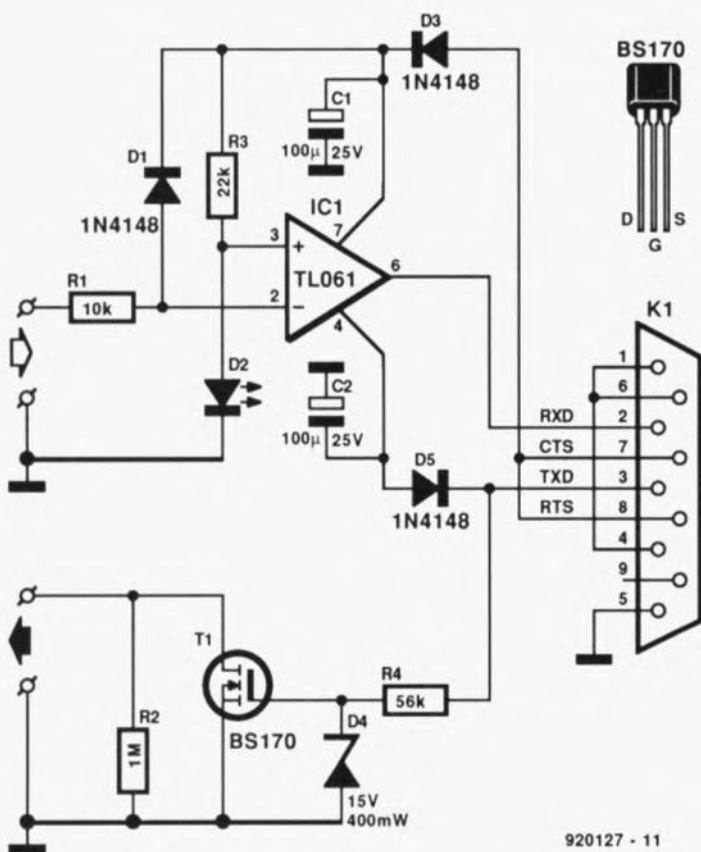 D3
1N4148
BS170
C1
100µ 25V
D1
R3
22k
1N4148
IC1
D S
G
7
3
+
TL061
6
R1
10k
2
−
4
K1
D2
C2
100µ 25V
1
6
RXD 2
CTS 7
D5
TXD 3
1N4148
RTS 8
4
9
5
T1
R4
56k
R2
1M
BS170
D4
15V
400mW
920127 - 11